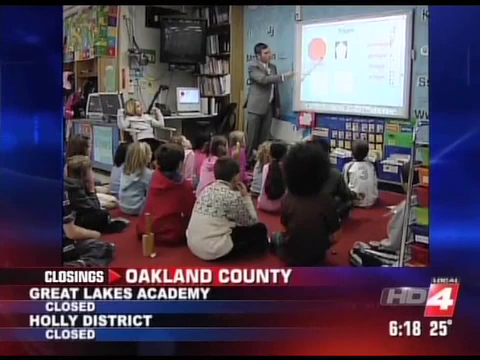 CLOSINGS OAKLAND COUNTY
GREAT LAKES ACADEMY
CLOSED
HOLLY DISTRICT
CLOSED
LOCAL
HD 4
6:18 25°